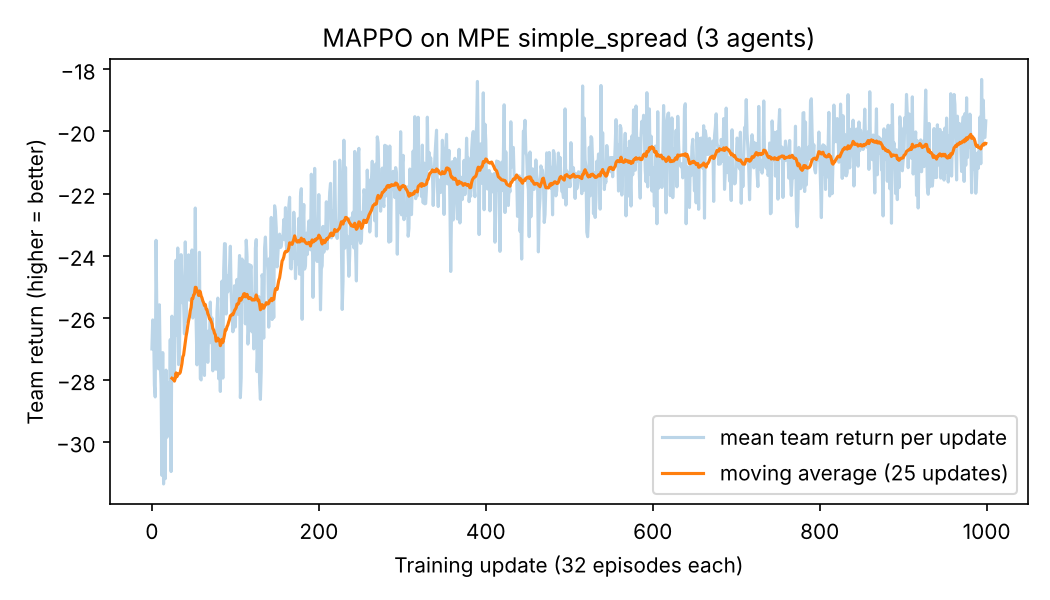 MAPPO on MPE simple_spread (3 agents)
Team return (higher = better)
−18
−20
−22
−24
−26
−28
−30
mean team return per update
moving average (25 updates)
0 200 400 600 800 1000
Training update (32 episodes each)